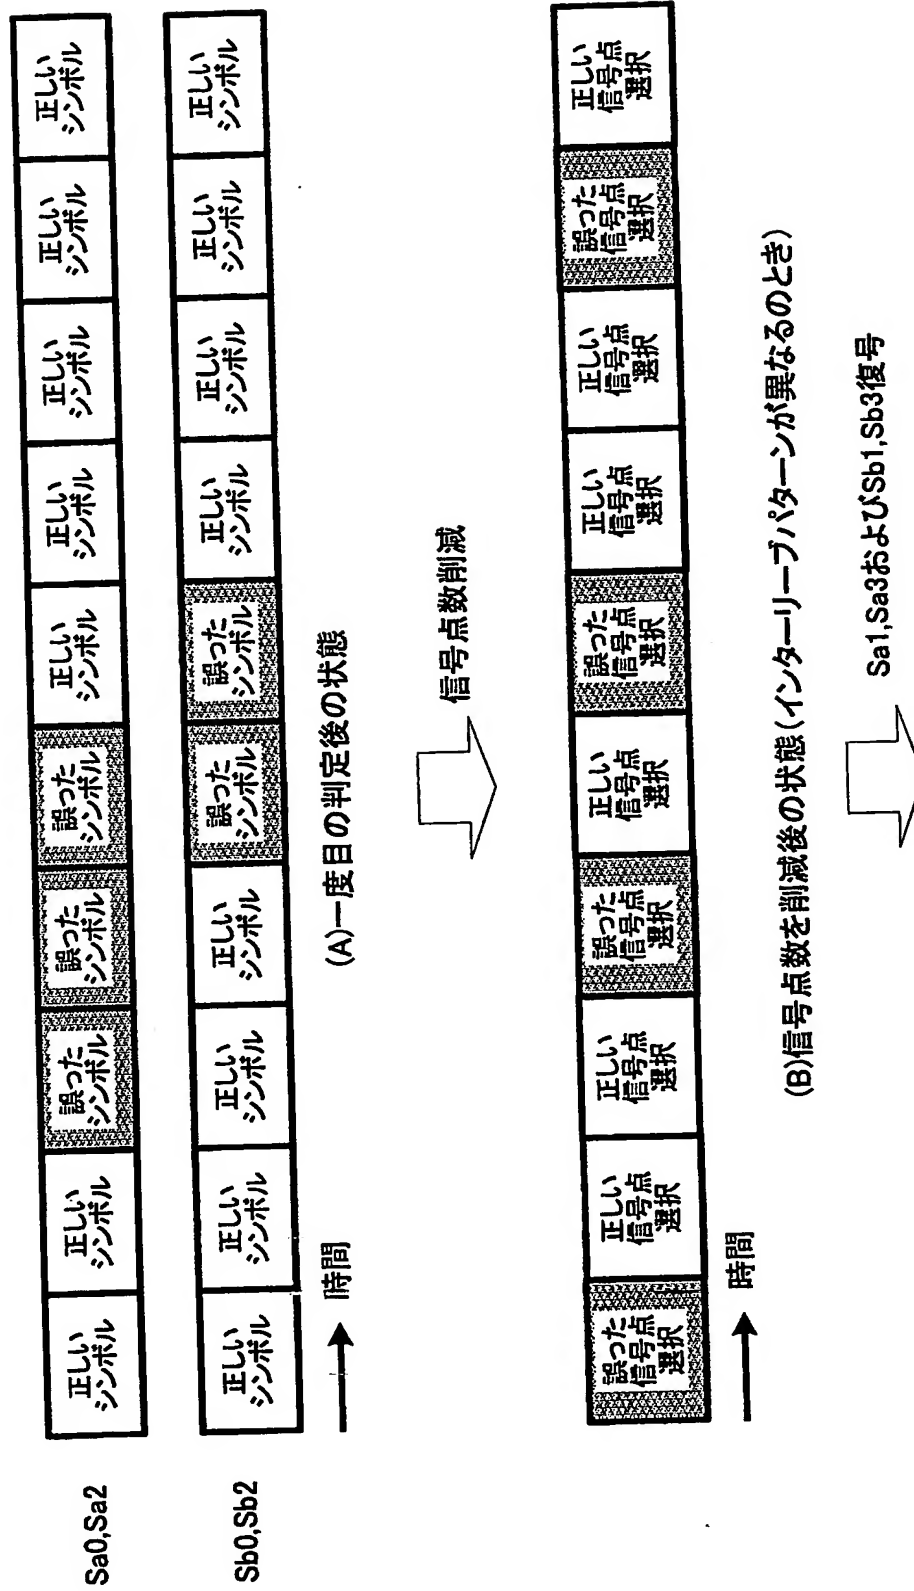 Sa0,Sa2
正しい
シンボル
正しい
シンボル
誤った
シンボル
誤った
シンボル
誤った
シンボル
正しい
シンボル
正しい
シンボル
正しい
シンボル
正しい
シンボル
正しい
シンボル
Sb0,Sb2
正しい
シンボル
正しい
シンボル
正しい
シンボル
正しい
シンボル
誤った
シンボル
誤った
シンボル
正しい
シンボル
正しい
シンボル
正しい
シンボル
正しい
シンボル
時間
(A)一度目の判定後の状態
信号点数削減
誤った
信号点
選択
正しい
信号点
選択
正しい
信号点
選択
誤った
信号点
選択
正しい
信号点
選択
誤った
信号点
選択
正しい
信号点
選択
正しい
信号点
選択
誤った
信号点
選択
正しい
信号点
選択
時間
(B)信号点数を削減後の状態(インターリーブパターンが異なるのとき)
Sa1,Sa3およびSb1,Sb3復号